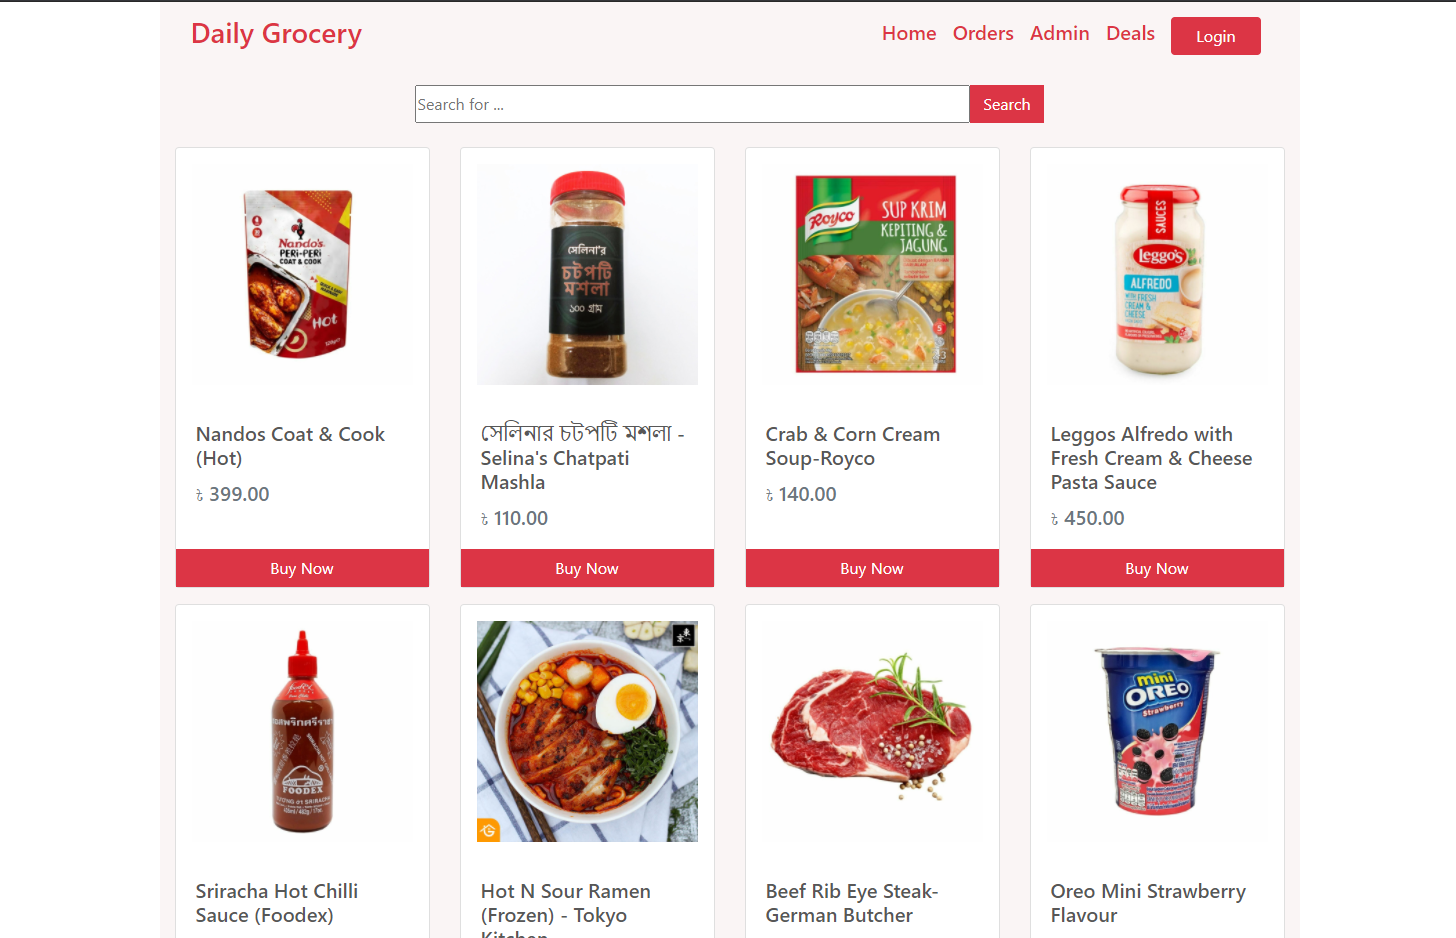 Daily Grocery
Home Orders Admin Deals Login
Search for ... Search
Nando's
PERi-PERi
COAT & COOK
Hot
সেলিনা'র
চটপটি
মশলা
১০০ গ্রাম
Royco
SUP KRIM
KEPITING &
JAGUNG
SAUCES
Leggo's
ALFREDO
WITH FRESH
CREAM &
CHEESE
Nandos Coat & Cook
(Hot)
৳ 399.00
Buy Now
সেলিনার চটপটি মশলা -
Selina's Chatpati
Mashla
৳ 110.00
Buy Now
Crab & Corn Cream
Soup-Royco
৳ 140.00
Buy Now
Leggos Alfredo with
Fresh Cream & Cheese
Pasta Sauce
৳ 450.00
Buy Now
FOODEX
mini
OREO
Strawberry
Sriracha Hot Chilli
Sauce (Foodex)
Hot N Sour Ramen
(Frozen) - Tokyo
Kitchen
Beef Rib Eye Steak-
German Butcher
Oreo Mini Strawberry
Flavour